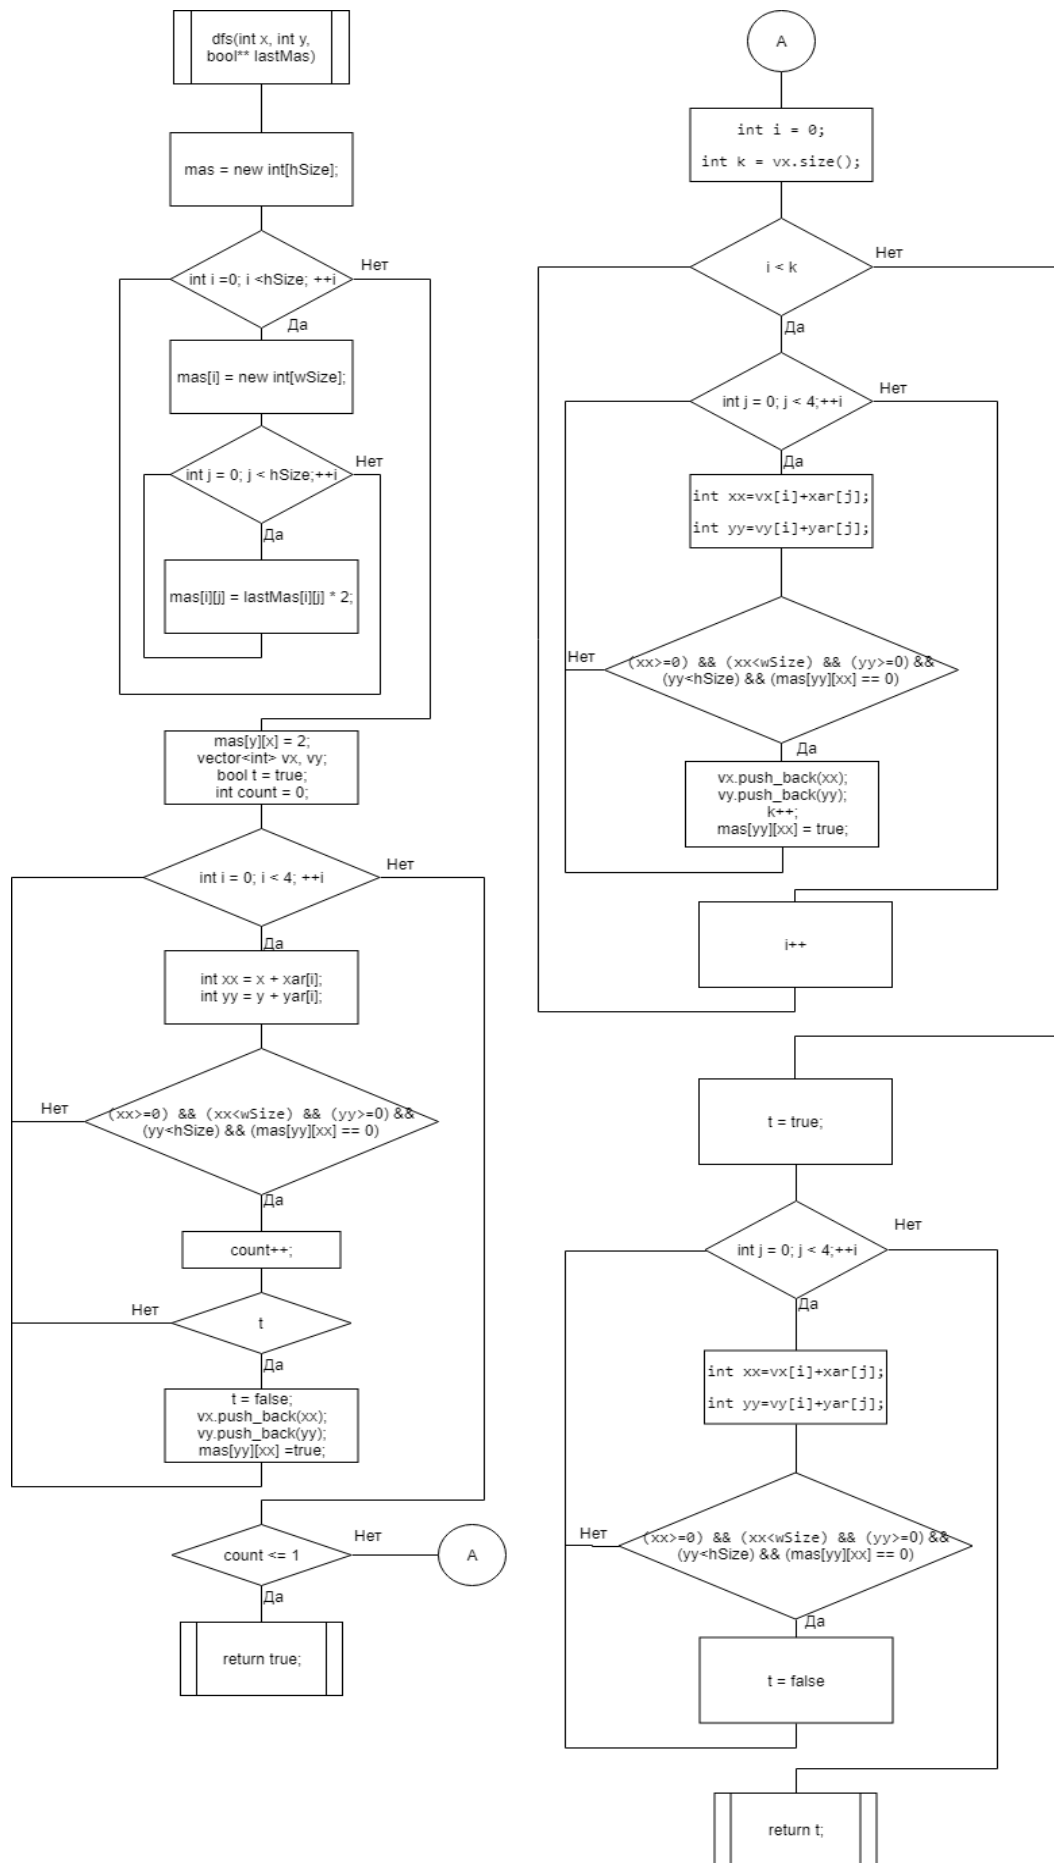 dfs(int x, int y,
bool** lastMas)
mas = new int[hSize];
int i =0; i <hSize; ++i
Нет
Да
mas[i] = new int[wSize];
int j = 0; j < hSize;++i
Нет
Да
mas[i][j] = lastMas[i][j] * 2;
mas[y][x] = 2;
vector<int> vx, vy;
bool t = true;
int count = 0;
int i = 0; i < 4; ++i
Нет
Да
int xx = x + xar[i];
int yy = y + yar[i];
(xx>=0) && (xx<wSize) && (yy>=0) &&
(yy<hSize) && (mas[yy][xx] == 0)
Нет
Да
count++;
t
Нет
Да
t = false;
vx.push_back(xx);
vy.push_back(yy);
mas[yy][xx] =true;
count <= 1
Нет
A
Да
return true;
A
int i = 0;
int k = vx.size();
i < k
Нет
Да
int j = 0; j < 4;++i
Нет
Да
int xx=vx[i]+xar[j];
int yy=vy[i]+yar[j];
(xx>=0) && (xx<wSize) && (yy>=0) &&
(yy<hSize) && (mas[yy][xx] == 0)
Нет
Да
vx.push_back(xx);
vy.push_back(yy);
k++;
mas[yy][xx] = true;
i++
t = true;
int j = 0; j < 4;++i
Нет
Да
int xx=vx[i]+xar[j];
int yy=vy[i]+yar[j];
(xx>=0) && (xx<wSize) && (yy>=0) &&
(yy<hSize) && (mas[yy][xx] == 0)
Нет
Да
t = false
return t;